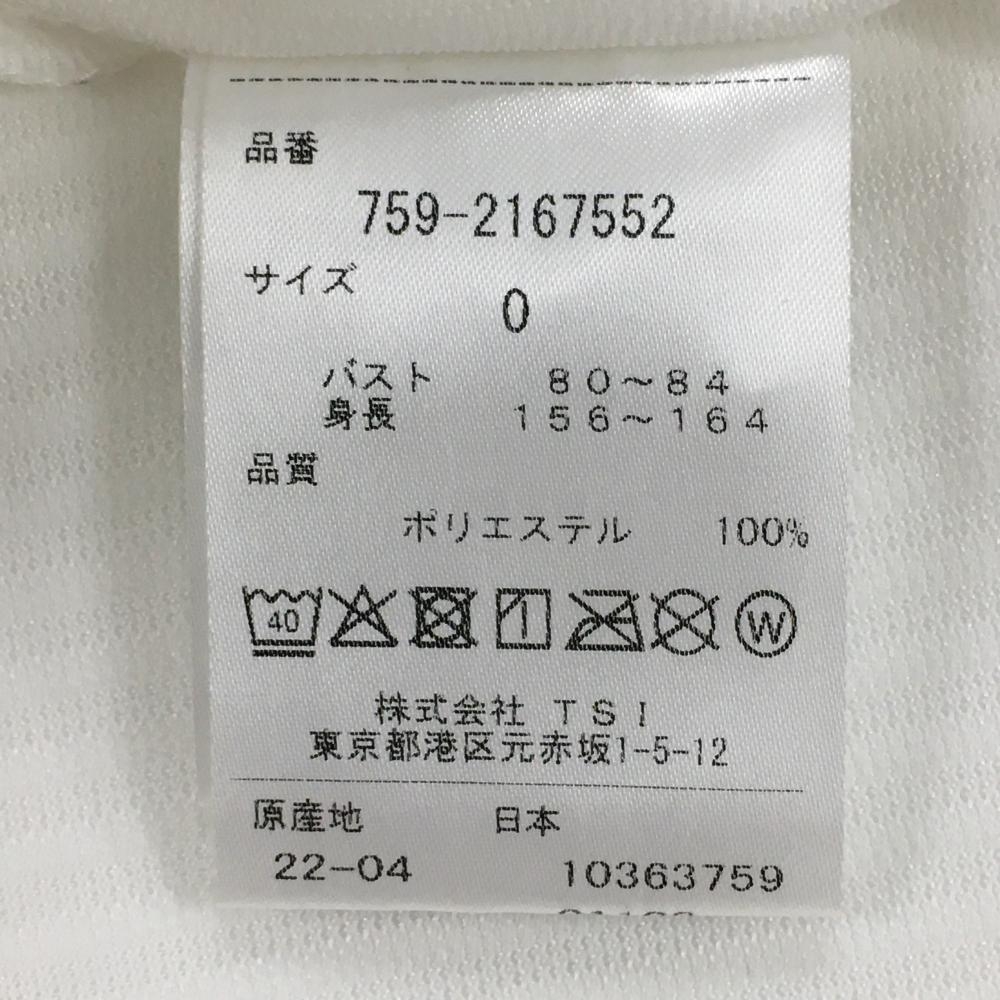 品番
759-2167552
サイズ
0
バスト 80～84
身長 156～164
品質
ポリエステル 100%
40
W
株式会社 TSI
東京都港区元赤坂1-5-12
原産地 日本
22-04 10363759